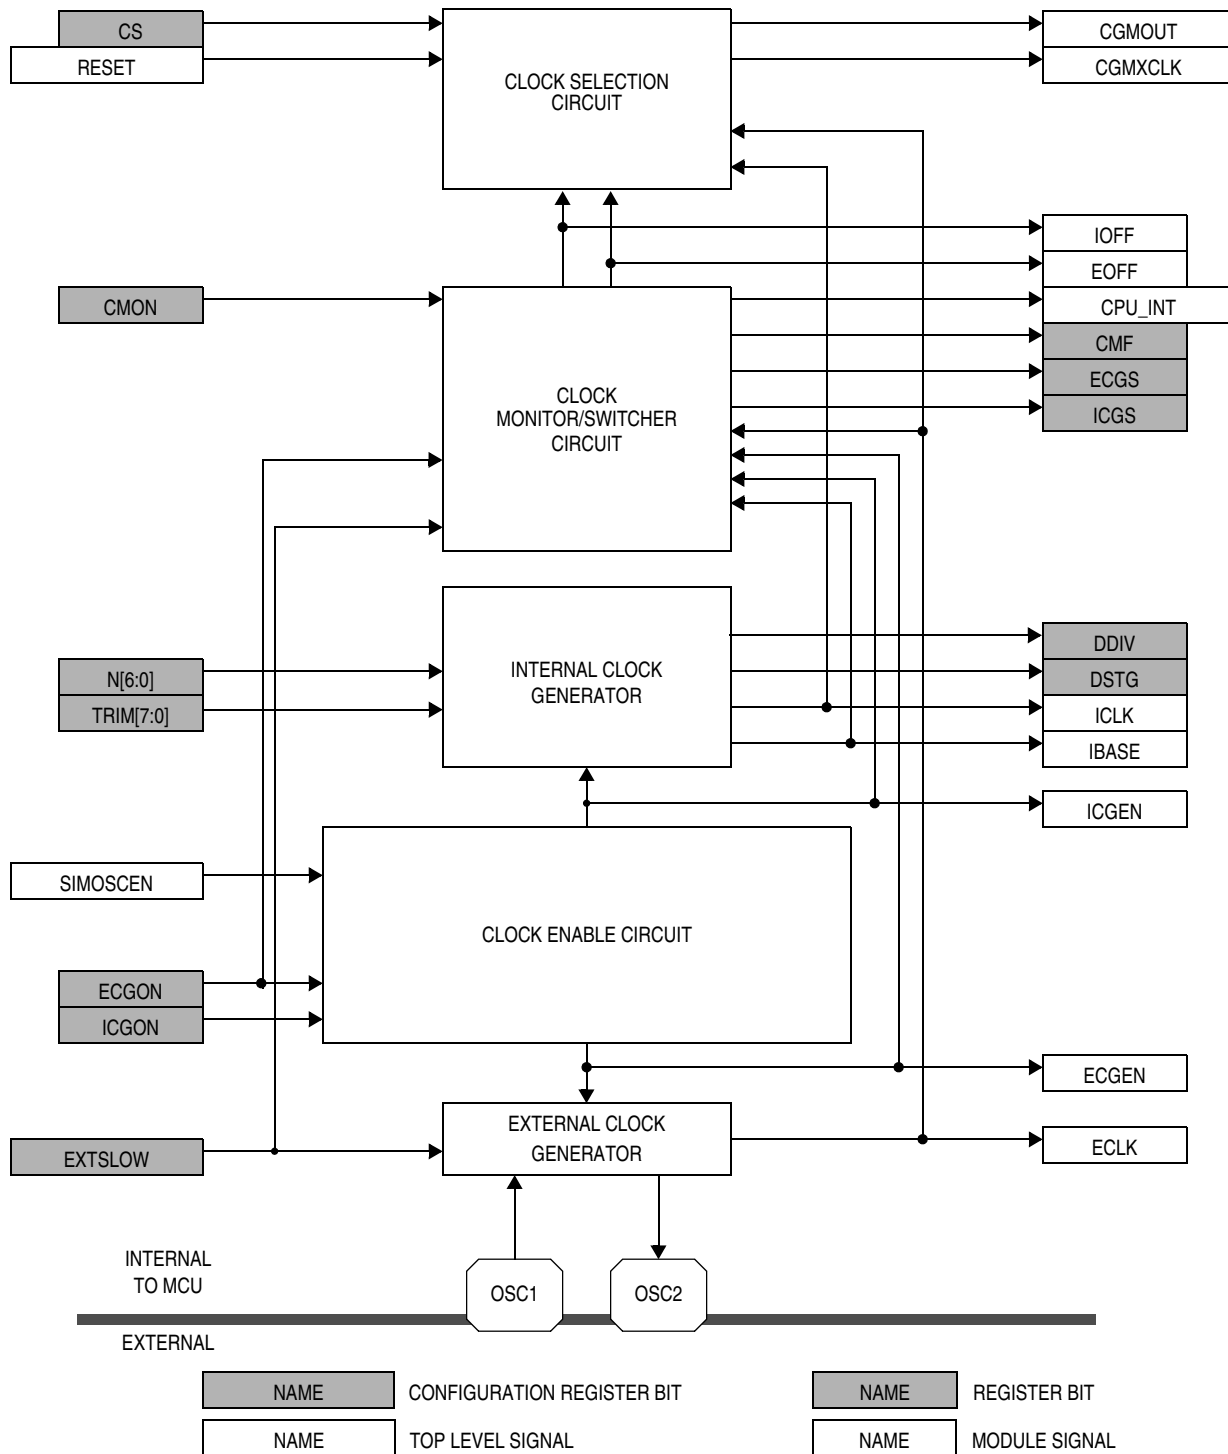 CS
RESET
CLOCK SELECTION
CIRCUIT
CGMOUT
CGMXCLK
IOFF
EOFF
CMON
CPU_INT
CMF
ECGS
ICGS
CLOCK
MONITOR/SWITCHER
CIRCUIT
N[6:0]
TRIM[7:0]
INTERNAL CLOCK
GENERATOR
DDIV
DSTG
ICLK
IBASE
ICGEN
SIMOSCEN
CLOCK ENABLE CIRCUIT
ECGON
ICGON
ECGEN
EXTSLOW
EXTERNAL CLOCK
GENERATOR
ECLK
INTERNAL
TO MCU
OSC1
OSC2
EXTERNAL
NAME CONFIGURATION REGISTER BIT
NAME REGISTER BIT
NAME TOP LEVEL SIGNAL
NAME MODULE SIGNAL